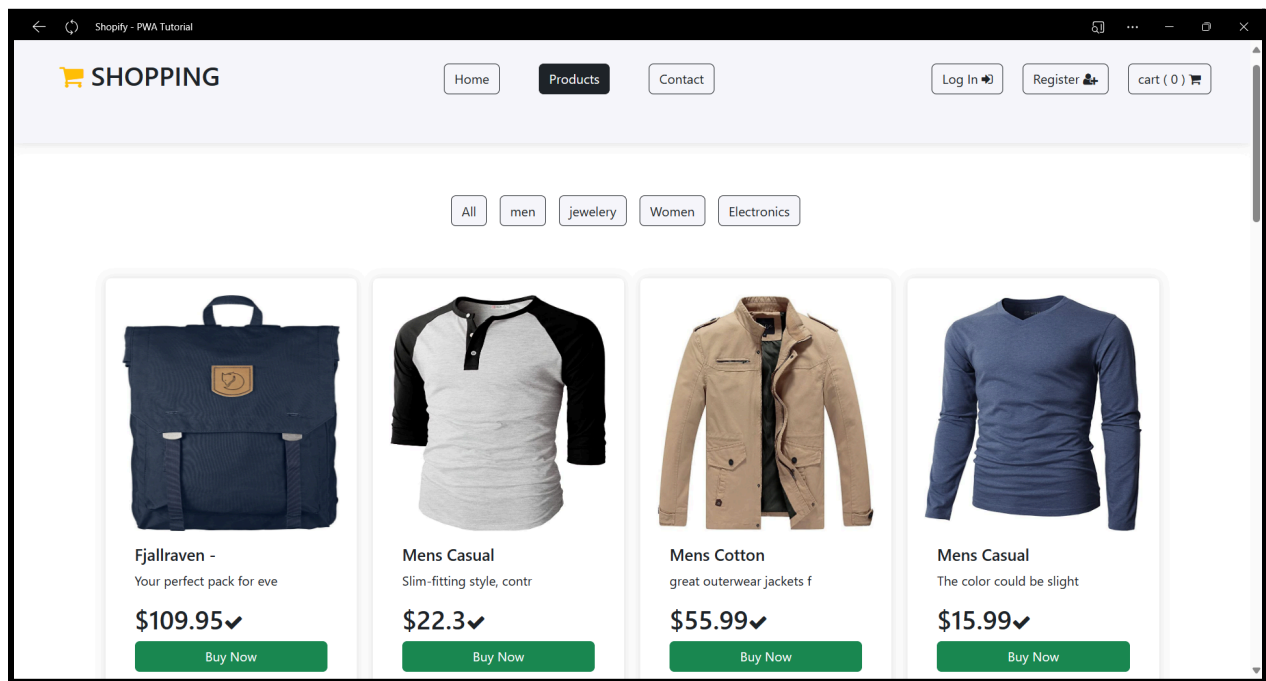 Shopify - PWA Tutorial
SHOPPING
Home
Products
Contact
Log In
Register
cart ( 0 )
All
men
jewelery
Women
Electronics
Fjallraven -
Your perfect pack for eve
$109.95
Buy Now
Mens Casual
Slim-fitting style, contr
$22.3
Buy Now
Mens Cotton
great outerwear jackets f
$55.99
Buy Now
Mens Casual
The color could be slight
$15.99
Buy Now